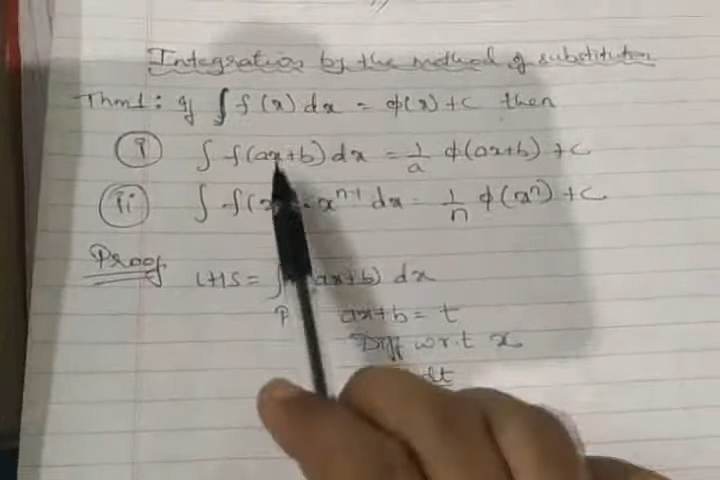 Integration by the method of substitution
Thm 1: If ∫ f(x) dx = φ(x) + c then
(i) ∫ f(ax+b) dx = 1/a φ(ax+b) + c
(ii) ∫ f(x x^{n-1} dx = 1/n φ(x^n) + c
Proof LHS = ∫ (ax+b) dx
ax+b = t
Diff w.r.t x
dt